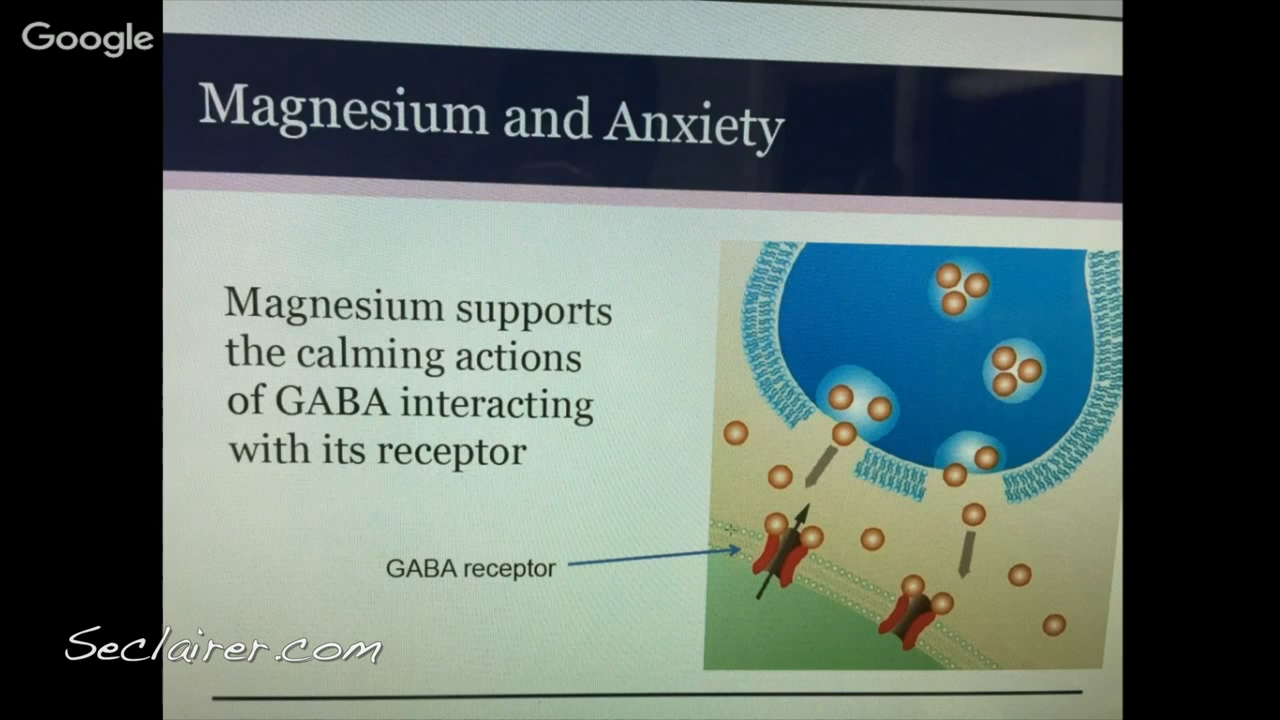 Google
Magnesium and Anxiety
Magnesium supports
the calming actions
of GABA interacting
with its receptor
GABA receptor
Seclairer.com